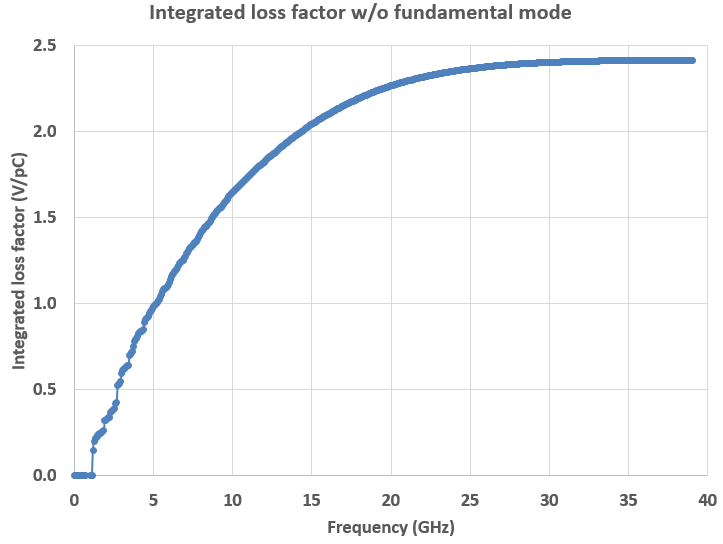 Integrated loss factor w/o fundamental mode
Integrated loss factor (V/pC)
2.5
2.0
1.5
1.0
0.5
0.0
0 5 10 15 20 25 30 35 40
Frequency (GHz)